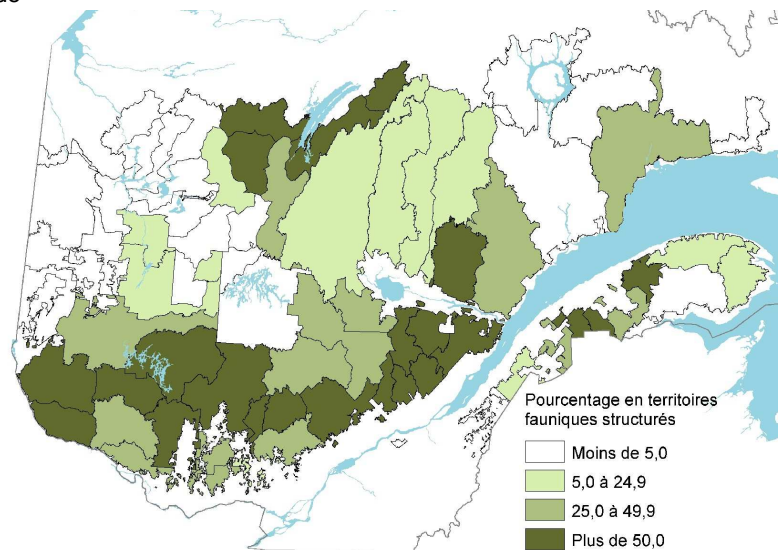 Pourcentage en territoires
fauniques structurés
Moins de 5,0
5,0 à 24,9
25,0 à 49,9
Plus de 50,0